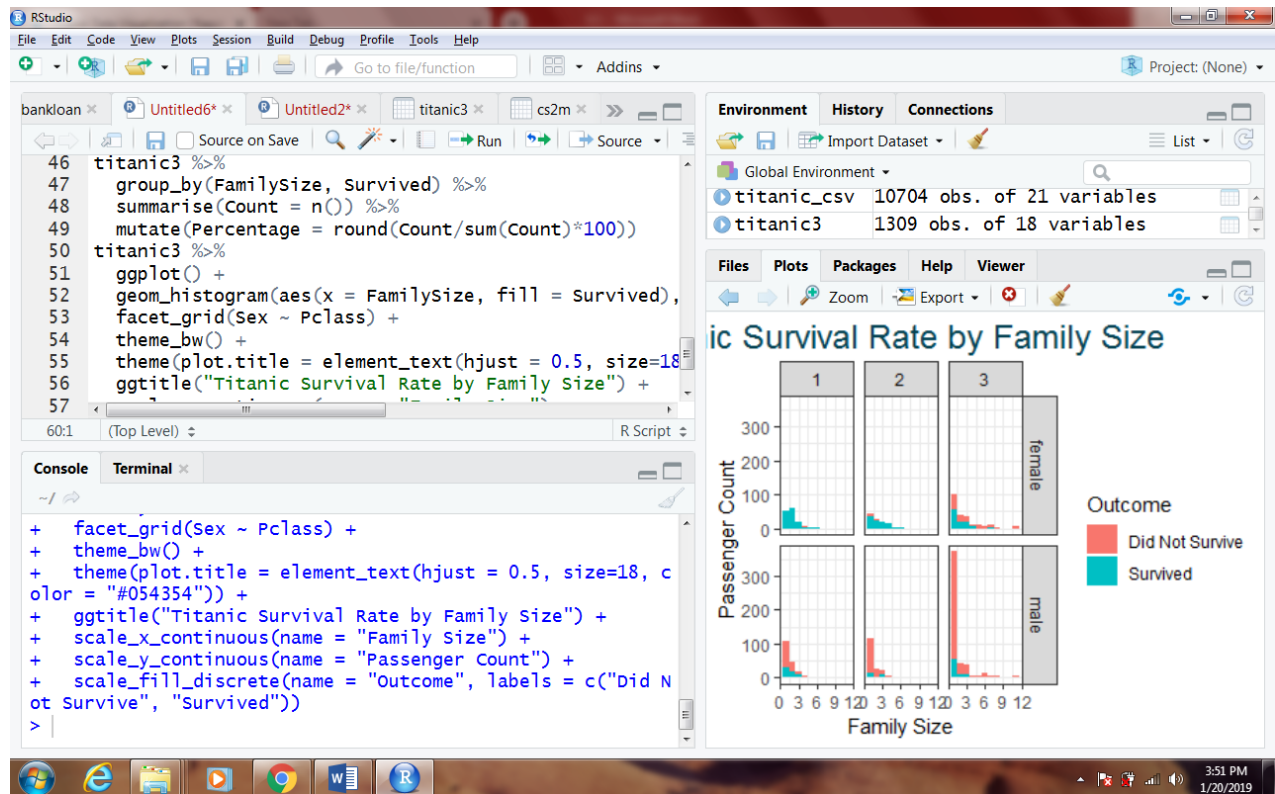 RStudio
File Edit Code View Plots Session Build Debug Profile Tools Help
Go to file/function Addins Project: (None)
bankloan Untitled6* Untitled2* titanic3 cs2m
Source on Save Run Source
46 titanic3 %>%
47 group_by(FamilySize, Survived) %>%
48 summarise(Count = n()) %>%
49 mutate(Percentage = round(Count/sum(Count)*100))
50 titanic3 %>%
51 ggplot() +
52 geom_histogram(aes(x = FamilySize, fill = Survived),
53 facet_grid(Sex ~ Pclass) +
54 theme_bw() +
55 theme(plot.title = element_text(hjust = 0.5, size=18
56 ggtitle("Titanic Survival Rate by Family Size") +
57
60:1 (Top Level) R Script
Console Terminal
~/
+ facet_grid(Sex ~ Pclass) +
+ theme_bw() +
+ theme(plot.title = element_text(hjust = 0.5, size=18, c
olor = "#054354")) +
+ ggtitle("Titanic Survival Rate by Family Size") +
+ scale_x_continuous(name = "Family Size") +
+ scale_y_continuous(name = "Passenger Count") +
+ scale_fill_discrete(name = "Outcome", labels = c("Did N
ot Survive", "Survived"))
>
Environment History Connections
Import Dataset List
Global Environment
titanic_csv 10704 obs. of 21 variables
titanic3 1309 obs. of 18 variables
Files Plots Packages Help Viewer
Zoom Export
ic Survival Rate by Family Size
1 2 3
300
200
100
0
female
300
200
100
0
male
Passenger Count
0 3 6 9 12 0 3 6 9 12 0 3 6 9 12
Family Size
Outcome
Did Not Survive
Survived
3:51 PM
1/20/2019